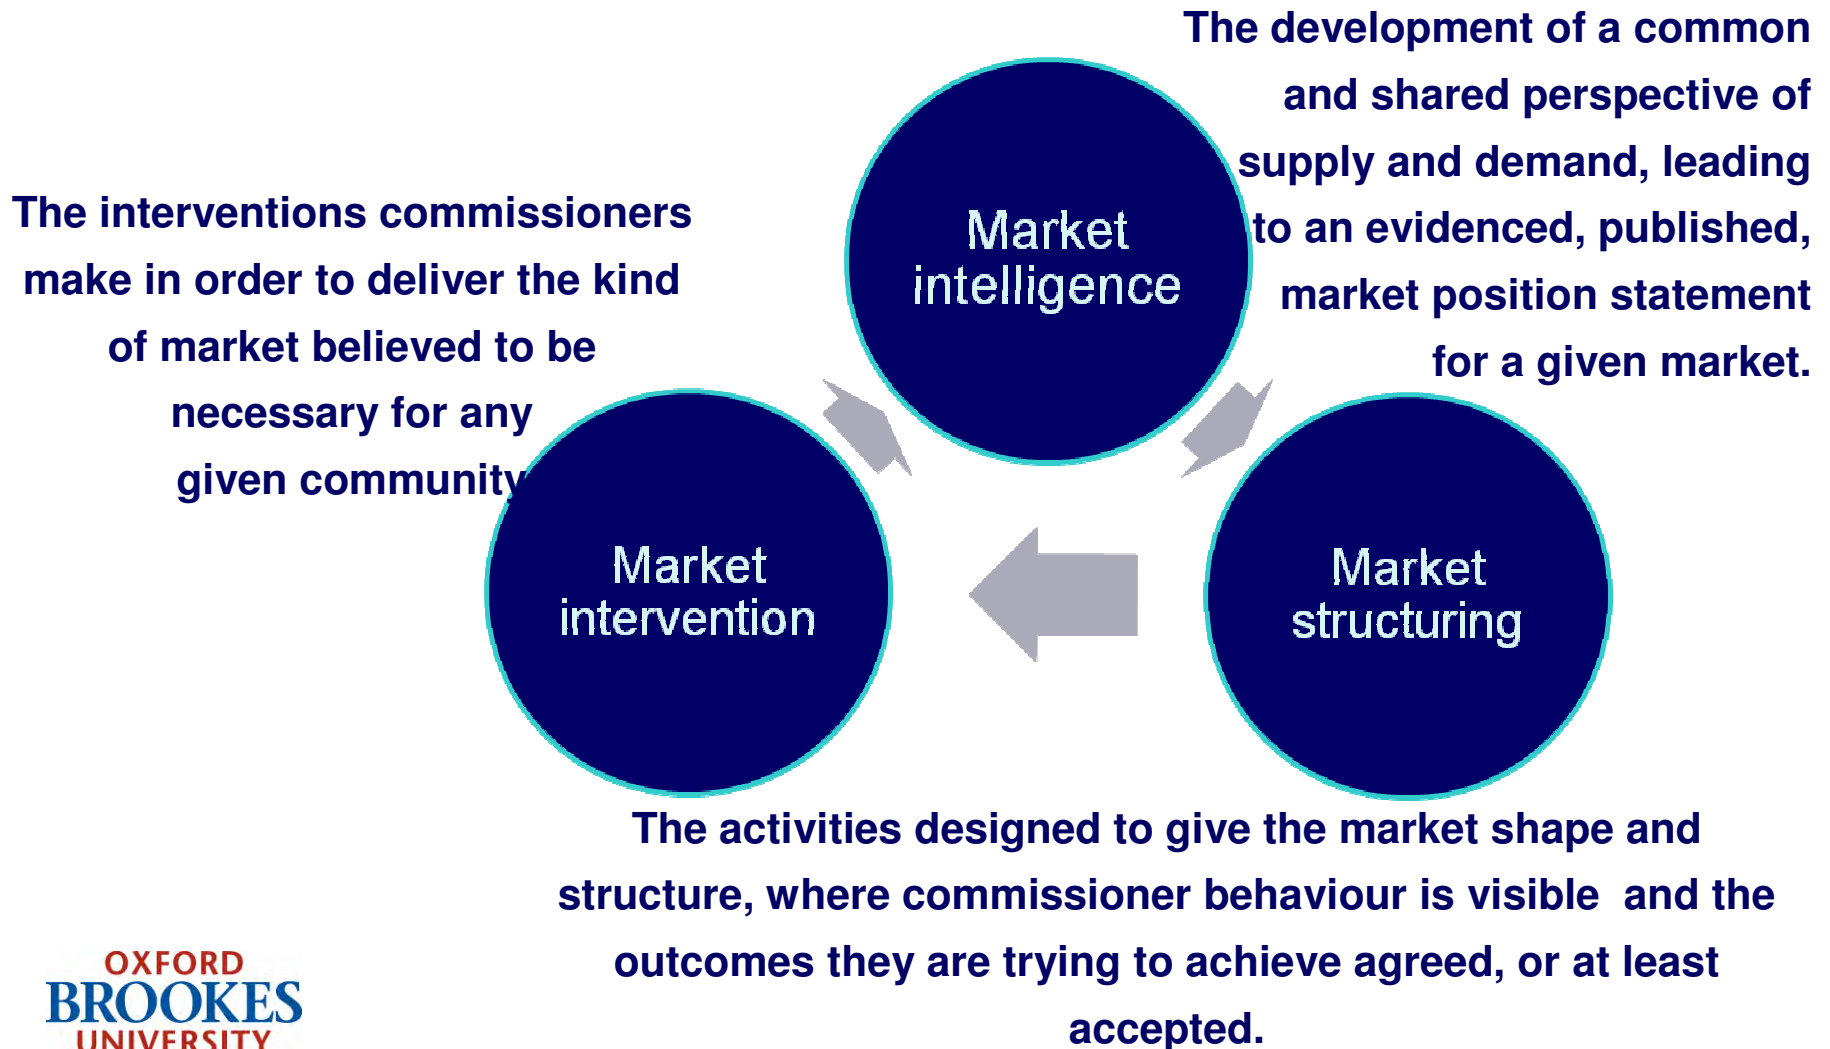 The development of a common
and shared perspective of
supply and demand, leading
to an evidenced, published,
market position statement
for a given market.
Market
intelligence
The interventions commissioners
make in order to deliver the kind
of market believed to be
necessary for any
given community
Market
intervention
Market
structuring
The activities designed to give the market shape and
structure, where commissioner behaviour is visible and the
outcomes they are trying to achieve agreed, or at least
accepted.
OXFORD
BROOKES
UNIVERSITY